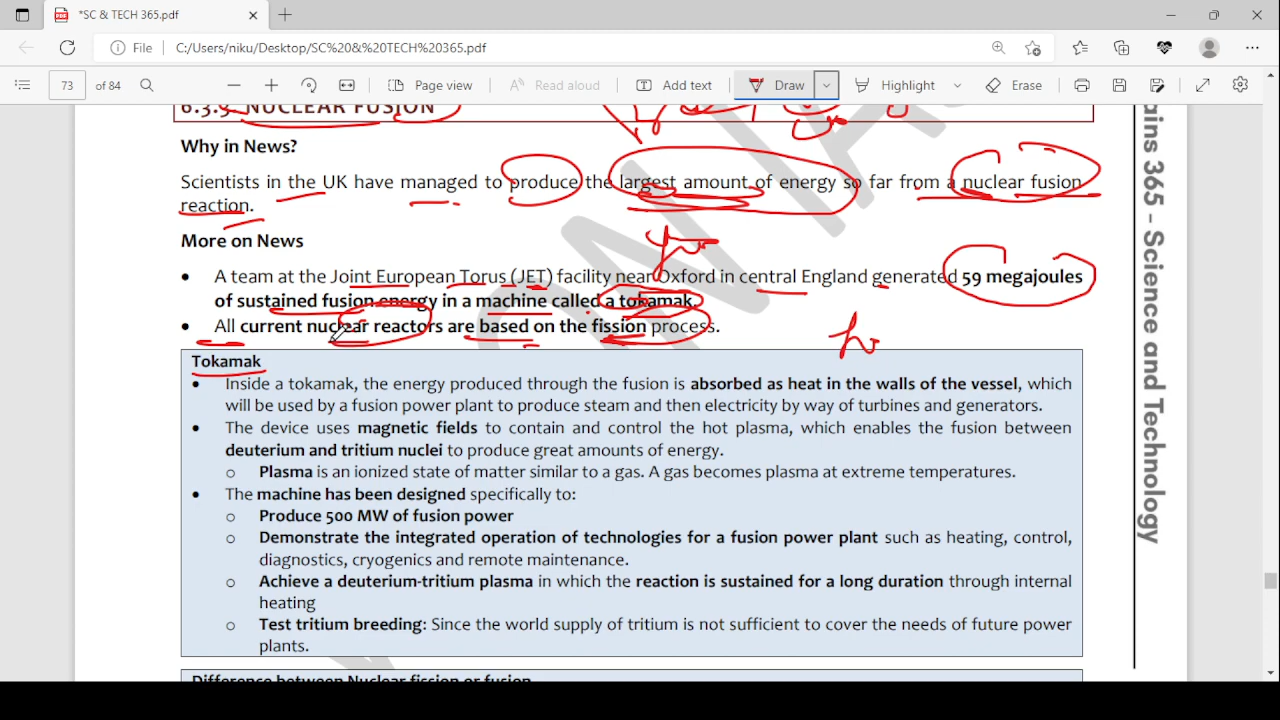 *SC & TECH 365.pdf
File C:/Users/niku/Desktop/SC%20&%20TECH%20365.pdf
73 of 84 Page view Read aloud Add text Draw Highlight Erase
NUCLEAR FUSION
Why in News?
Scientists in the UK have managed to produce the largest amount of energy so far from a nuclear fusion
reaction.
More on News
• A team at the Joint European Torus (JET) facility near Oxford in central England generated 59 megajoules
of sustained fusion energy in a machine called a tokamak.
• All current nuclear reactors are based on the fission process.
Tokamak
• Inside a tokamak, the energy produced through the fusion is absorbed as heat in the walls of the vessel, which
will be used by a fusion power plant to produce steam and then electricity by way of turbines and generators.
• The device uses magnetic fields to contain and control the hot plasma, which enables the fusion between
deuterium and tritium nuclei to produce great amounts of energy.
o Plasma is an ionized state of matter similar to a gas. A gas becomes plasma at extreme temperatures.
• The machine has been designed specifically to:
o Produce 500 MW of fusion power
o Demonstrate the integrated operation of technologies for a fusion power plant such as heating, control,
diagnostics, cryogenics and remote maintenance.
o Achieve a deuterium-tritium plasma in which the reaction is sustained for a long duration through internal
heating
o Test tritium breeding: Since the world supply of tritium is not sufficient to cover the needs of future power
plants.
Difference between Nuclear fission or fusion
ains 365 - Science and Technology